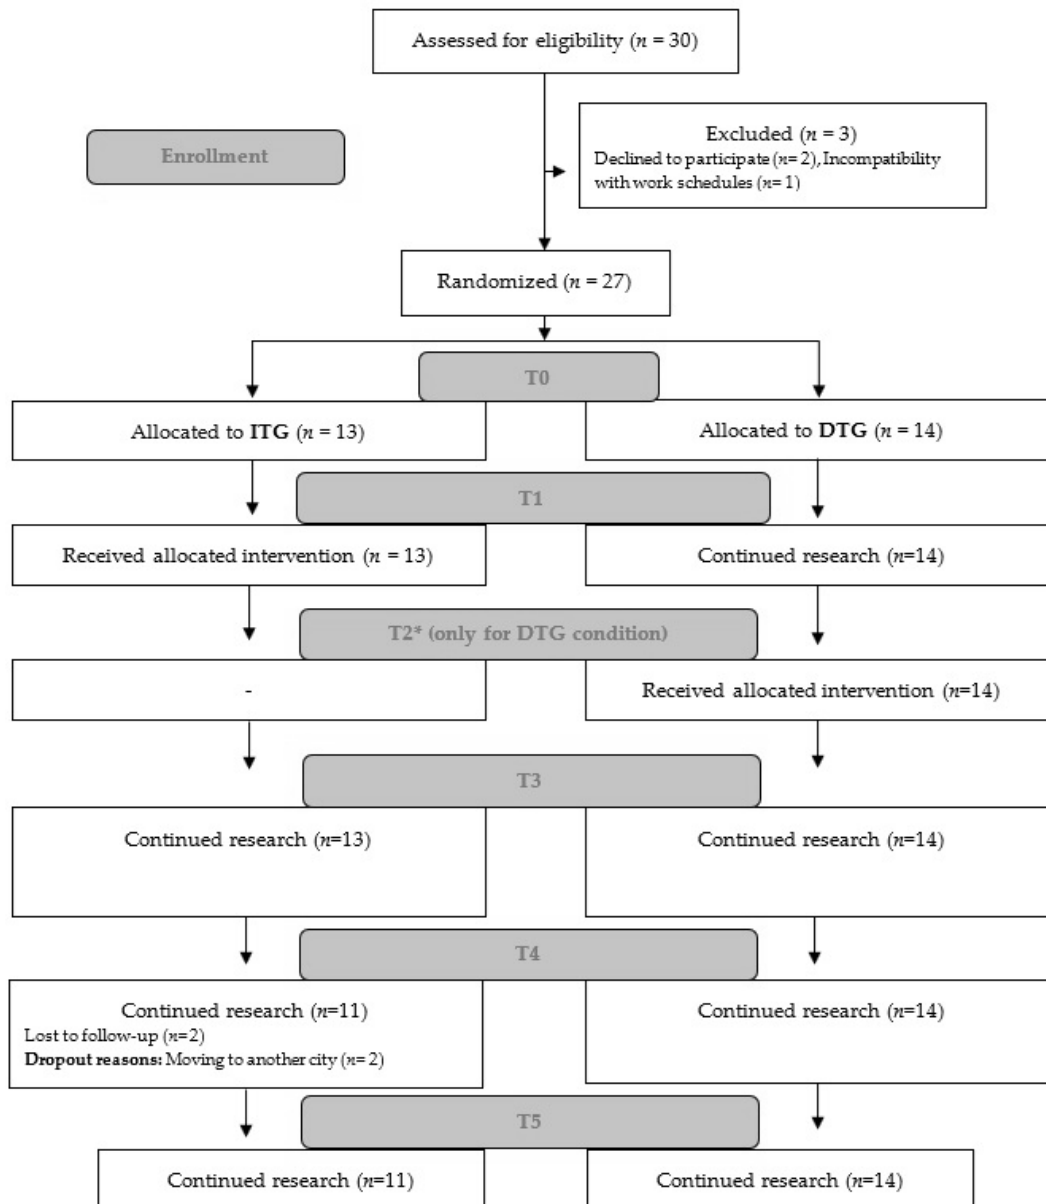 Assessed for eligibility (n = 30)
Enrollment
Excluded (n = 3)
Declined to participate (n= 2), Incompatibility
with work schedules (n= 1)
Randomized (n = 27)
T0
Allocated to ITG (n = 13)
Allocated to DTG (n = 14)
T1
Received allocated intervention (n = 13)
Continued research (n=14)
T2* (only for DTG condition)
-
Received allocated intervention (n=14)
T3
Continued research (n=13)
Continued research (n=14)
T4
Continued research (n=11)
Lost to follow-up (n=2)
Dropout reasons: Moving to another city (n= 2)
Continued research (n=14)
T5
Continued research (n=11)
Continued research (n=14)